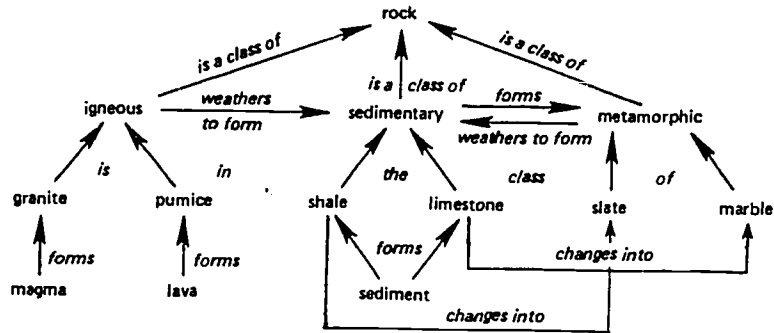 rock
is a class of
is a class of
is a class of
igneous
weathers
to form
sedimentary
forms
weathers to form
metamorphic
is in the class of
granite
pumice
shale
limestone
slate
marble
forms
forms
forms
changes into
magma
lava
sediment
changes into